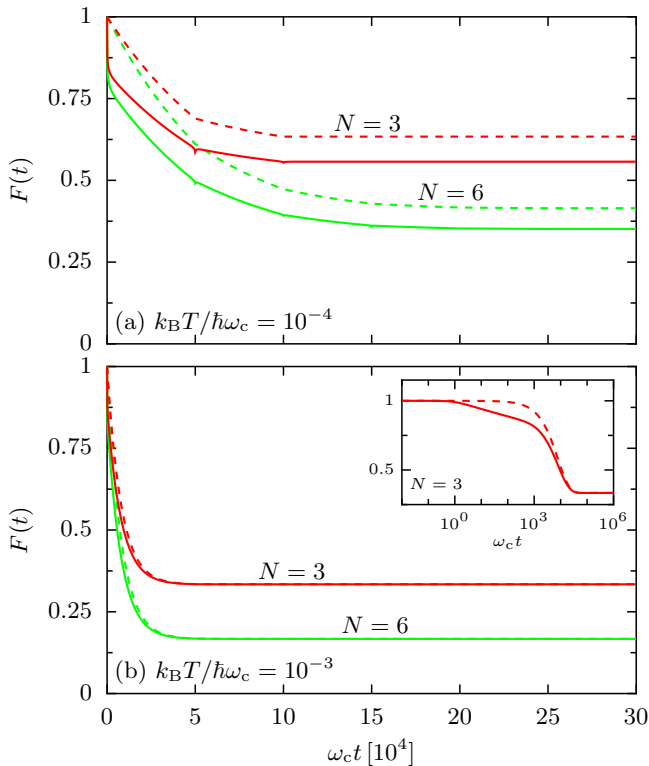 1
0.75
0.5
0.25
0
F(t)
N = 3
N = 6
(a) k_B T/ℏω_c = 10^{-4}
1
0.75
0.5
0.25
0
F(t)
1
0.5
N = 3
10^0 10^3 10^6
ω_c t
N = 3
N = 6
(b) k_B T/ℏω_c = 10^{-3}
0 5 10 15 20 25 30
ω_c t [10^4]